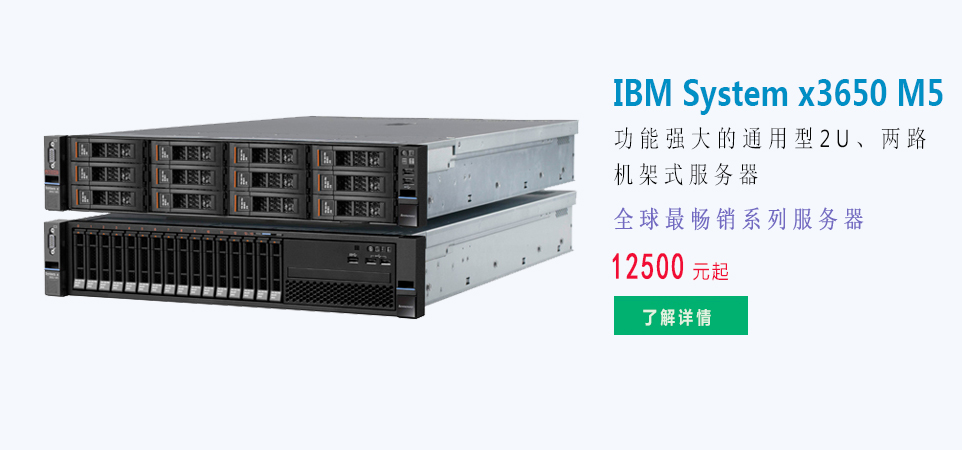 IBM System x3650 M5
功能强大的通用型2U、两路
机架式服务器
全球最畅销系列服务器
12500 元起
了解详情